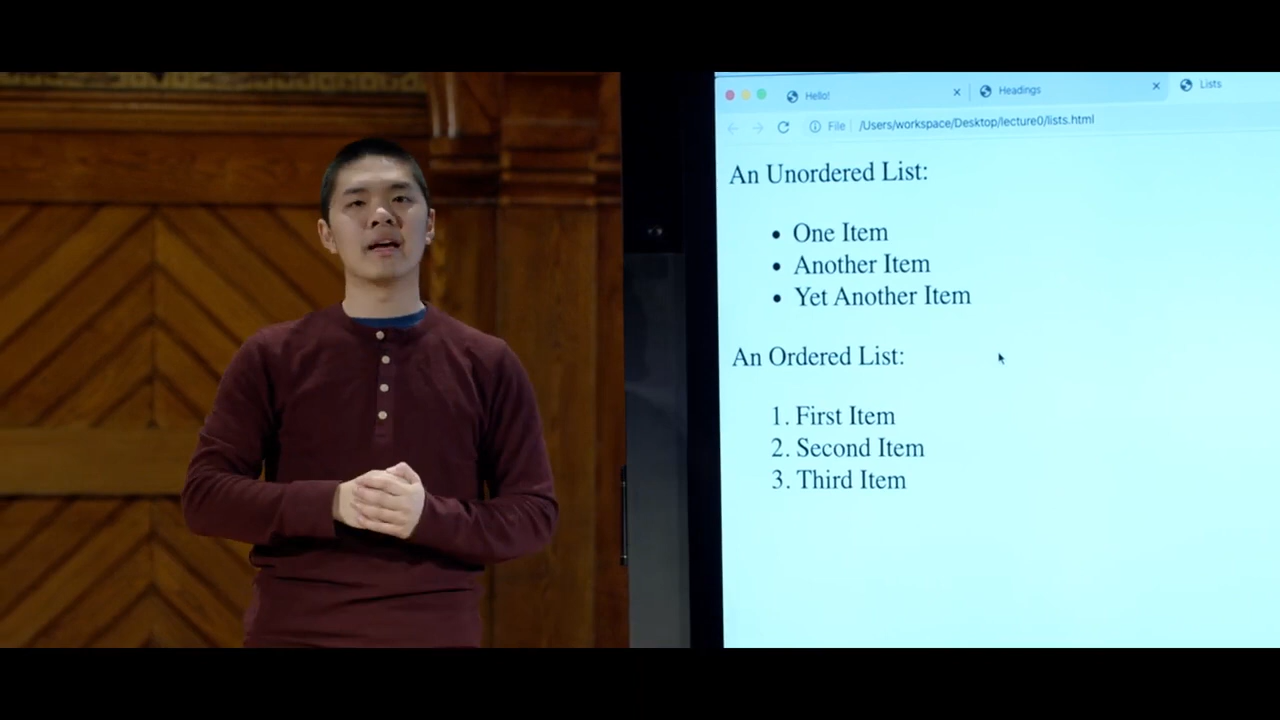 Hello! Headings Lists
File /Users/workspace/Desktop/lecture0/lists.html
An Unordered List:
• One Item
• Another Item
• Yet Another Item
An Ordered List:
1. First Item
2. Second Item
3. Third Item